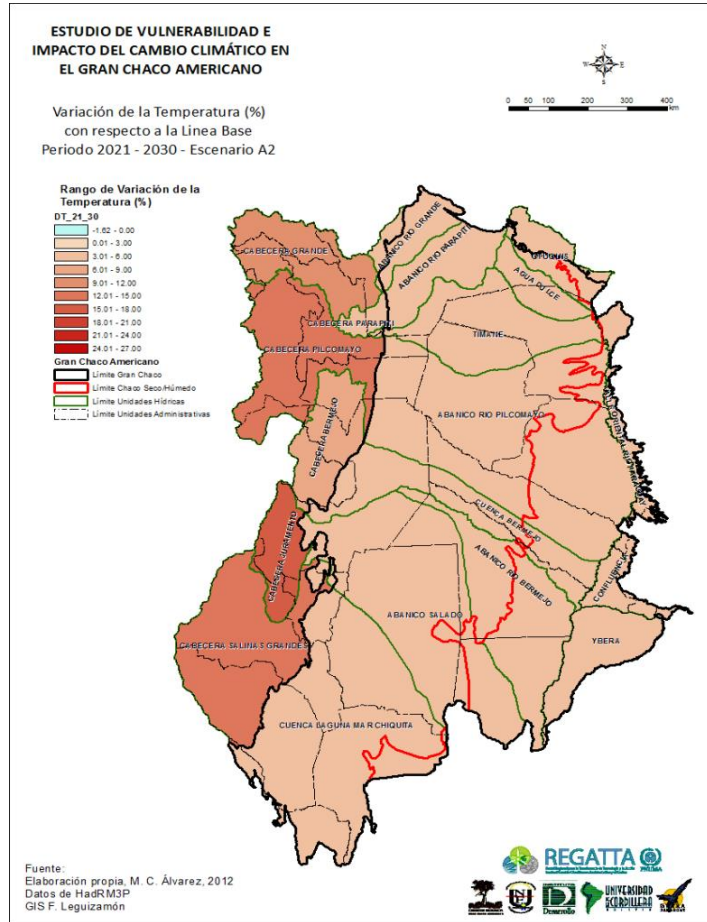 ESTUDIO DE VULNERABILIDAD E
IMPACTO DEL CAMBIO CLIMÁTICO EN
EL GRAN CHACO AMERICANO
Variación de la Temperatura (%)
con respecto a la Linea Base
Periodo 2021 - 2030 - Escenario A2
N
W E
S
0 50 100 200 300 400
km
Rango de Variación de la
Temperatura (%)
DT_21_30
-1.62 - 0.00
0.01 - 3.00
3.01 - 6.00
6.01 - 9.00
9.01 - 12.00
12.01 - 15.00
15.01 - 18.00
18.01 - 21.00
21.01 - 24.00
24.01 - 27.00
Gran Chaco Americano
Límite Gran Chaco
Límite Chaco Seco/Húmedo
Límite Unidades Hídricas
Límite Unidades Administrativas
CABECERA GRANDE
ABANICO RIO GRANDE
ABANICO RIO PARAPITI
AGUA DULCE
CABECERA PARAPITI
TIMANE
CABECERA PILCOMAYO
ABANICO RIO PILCOMAYO
CABECERA BERMEJO
CUENCA BERMEJO
CABECERA JURAMENTO
ABANICO RIO BERMEJO
CONFLUENCIA
ABANICO SALADO
YBERA
CABECERA SALINAS GRANDES
CUENCA LAGUNA MAR CHIQUITA
Fuente:
Elaboración propia, M. C. Álvarez, 2012
Datos de HadRM3P
GIS F. Leguizamón
REGATTA
Desarrollo
UNIVERSIDAD